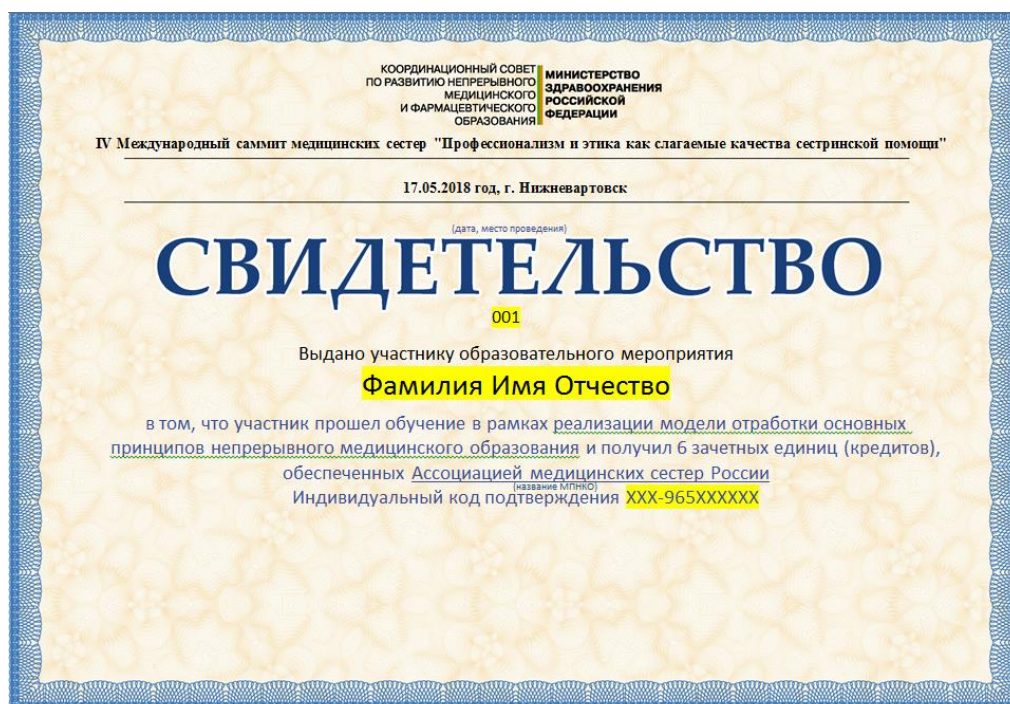 КООРДИНАЦИОННЫЙ СОВЕТ
ПО РАЗВИТИЮ НЕПРЕРЫВНОГО
МЕДИЦИНСКОГО
И ФАРМАЦЕВТИЧЕСКОГО
ОБРАЗОВАНИЯ
МИНИСТЕРСТВО
ЗДРАВООХРАНЕНИЯ
РОССИЙСКОЙ
ФЕДЕРАЦИИ
IV Международный саммит медицинских сестер "Профессионализм и этика как слагаемые качества сестринской помощи"
17.05.2018 год, г. Нижневартовск
(дата, место проведения)
СВИДЕТЕЛЬСТВО
001
Выдано участнику образовательного мероприятия
Фамилия Имя Отчество
в том, что участник прошел обучение в рамках реализации модели отработки основных
принципов непрерывного медицинского образования и получил 6 зачетных единиц (кредитов),
обеспеченных Ассоциацией медицинских сестер России
(название МПНКО)
Индивидуальный код подтверждения XXX-965XXXXXX